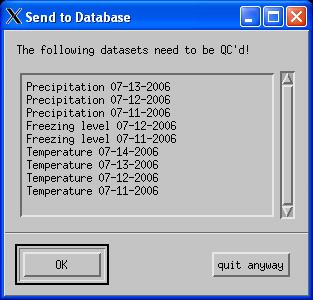 Send to Database
The following datasets need to be QC'd!
Precipitation 07-13-2006
Precipitation 07-12-2006
Precipitation 07-11-2006
Freezing level 07-12-2006
Freezing level 07-11-2006
Temperature 07-14-2006
Temperature 07-13-2006
Temperature 07-12-2006
Temperature 07-11-2006
OK
quit anyway